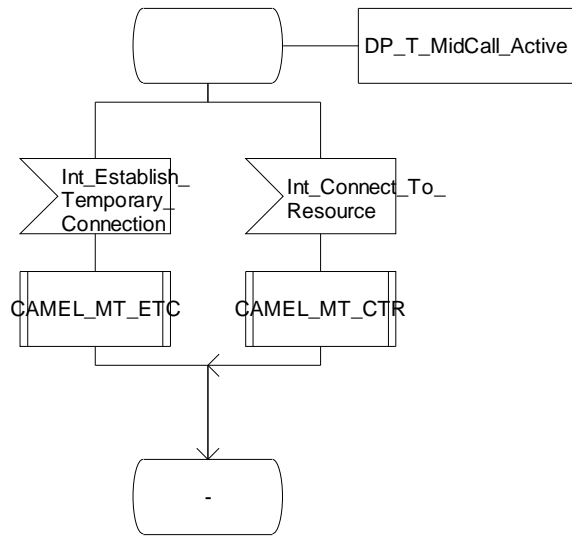 DP_T_MidCall_Active
Int_Establish_
Temporary_
Connection
Int_Connect_To_
Resource
CAMEL_MT_ETC
CAMEL_MT_CTR
-